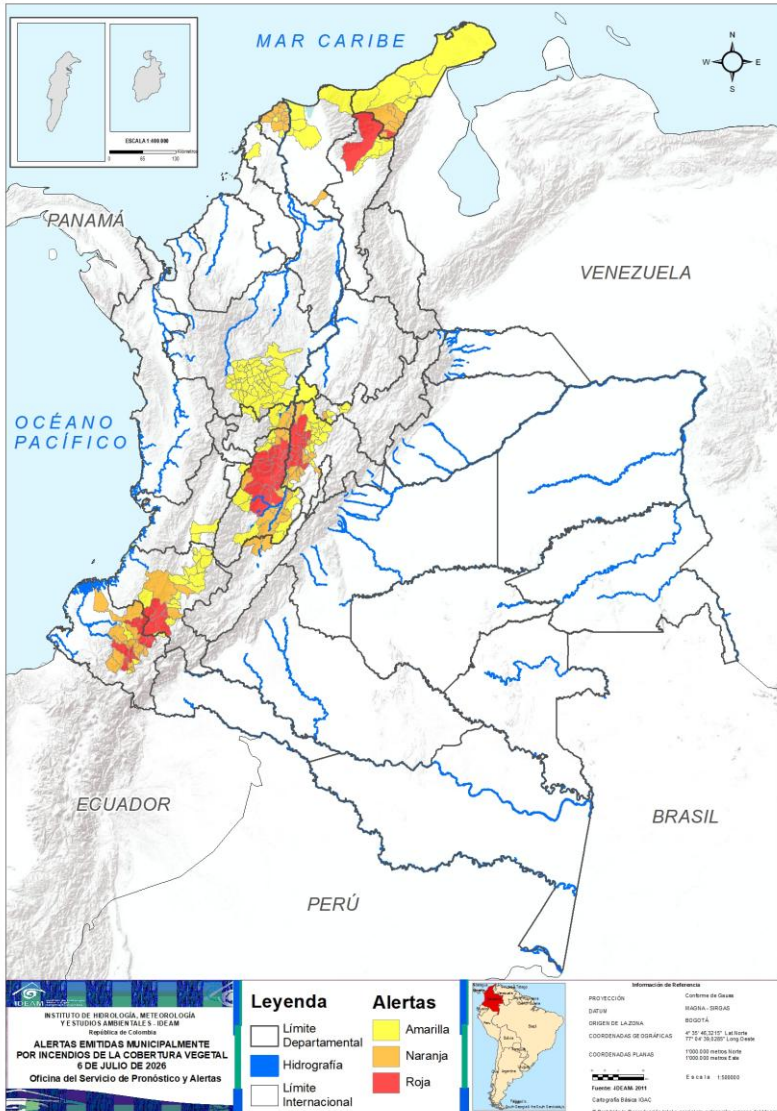 MAR CARIBE
N
W
E
S
ESCALA 1:400.000
PANAMÁ
VENEZUELA
OCÉANO
PACÍFICO
ECUADOR
BRASIL
PERÚ
IDEAM
INSTITUTO DE HIDROLOGÍA, METEOROLOGÍA
Y ESTUDIOS AMBIENTALES - IDEAM
República de Colombia
ALERTAS EMITIDAS MUNICIPALMENTE
POR INCENDIOS DE LA COBERTURA VEGETAL
6 DE JULIO DE 2026
Oficina del Servicio de Pronóstico y Alertas
Leyenda
Límite
Departamental
Hidrografía
Límite
Internacional
Alertas
Amarilla
Naranja
Roja
Información de Referencia
PROYECCIÓN Conforme de Gauss
DATUM MAGNA - SIRGAS
ORIGEN DE LA ZONA BOGOTÁ
COORDENADAS GEOGRÁFICAS
COORDENADAS PLANAS 1'000.000 metros Norte
1'000.000 metros Este
Fuente: IDEAM- 2011
Cartografía Básica IGAC